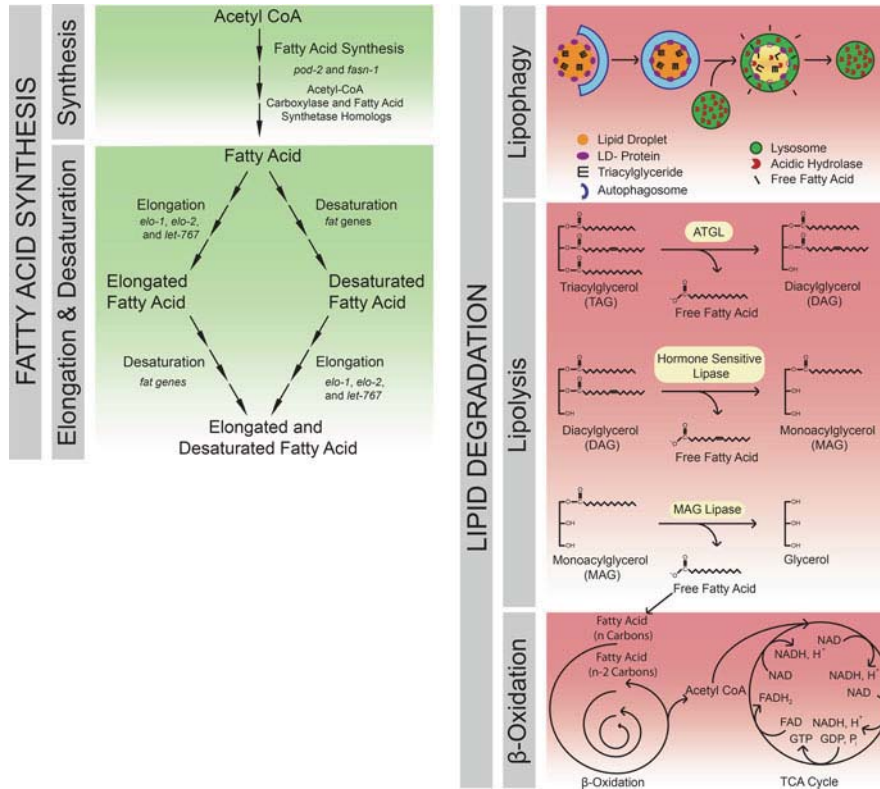 FATTY ACID SYNTHESIS
Synthesis
Acetyl CoA
Fatty Acid Synthesis
pod-2 and fasn-1
Acetyl-CoA
Carboxylase and Fatty Acid
Synthetase Homologs
Elongation & Desaturation
Fatty Acid
Elongation
elo-1, elo-2,
and let-767
Desaturation
fat genes
Elongated
Fatty Acid
Desaturated
Fatty Acid
Desaturation
fat genes
Elongation
elo-1, elo-2,
and let-767
Elongated and
Desaturated Fatty Acid
LIPID DEGRADATION
Lipophagy
Lipid Droplet
LD- Protein
Triacylglyceride
Autophagosome
Lysosome
Acidic Hydrolase
Free Fatty Acid
Lipolysis
Triacylglycerol
(TAG)
ATGL
Free Fatty Acid
Diacylglycerol
(DAG)
Diacylglycerol
(DAG)
Hormone Sensitive
Lipase
Free Fatty Acid
Monoacylglycerol
(MAG)
Monoacylglycerol
(MAG)
MAG Lipase
Free Fatty Acid
Glycerol
β-Oxidation
Fatty Acid
(n Carbons)
Fatty Acid
(n-2 Carbons)
β-Oxidation
Acetyl CoA
NAD
NADH, H+
NAD
NADH, H+
NAD
FADH2
FAD
NADH, H+
GTP
GDP, Pi
TCA Cycle